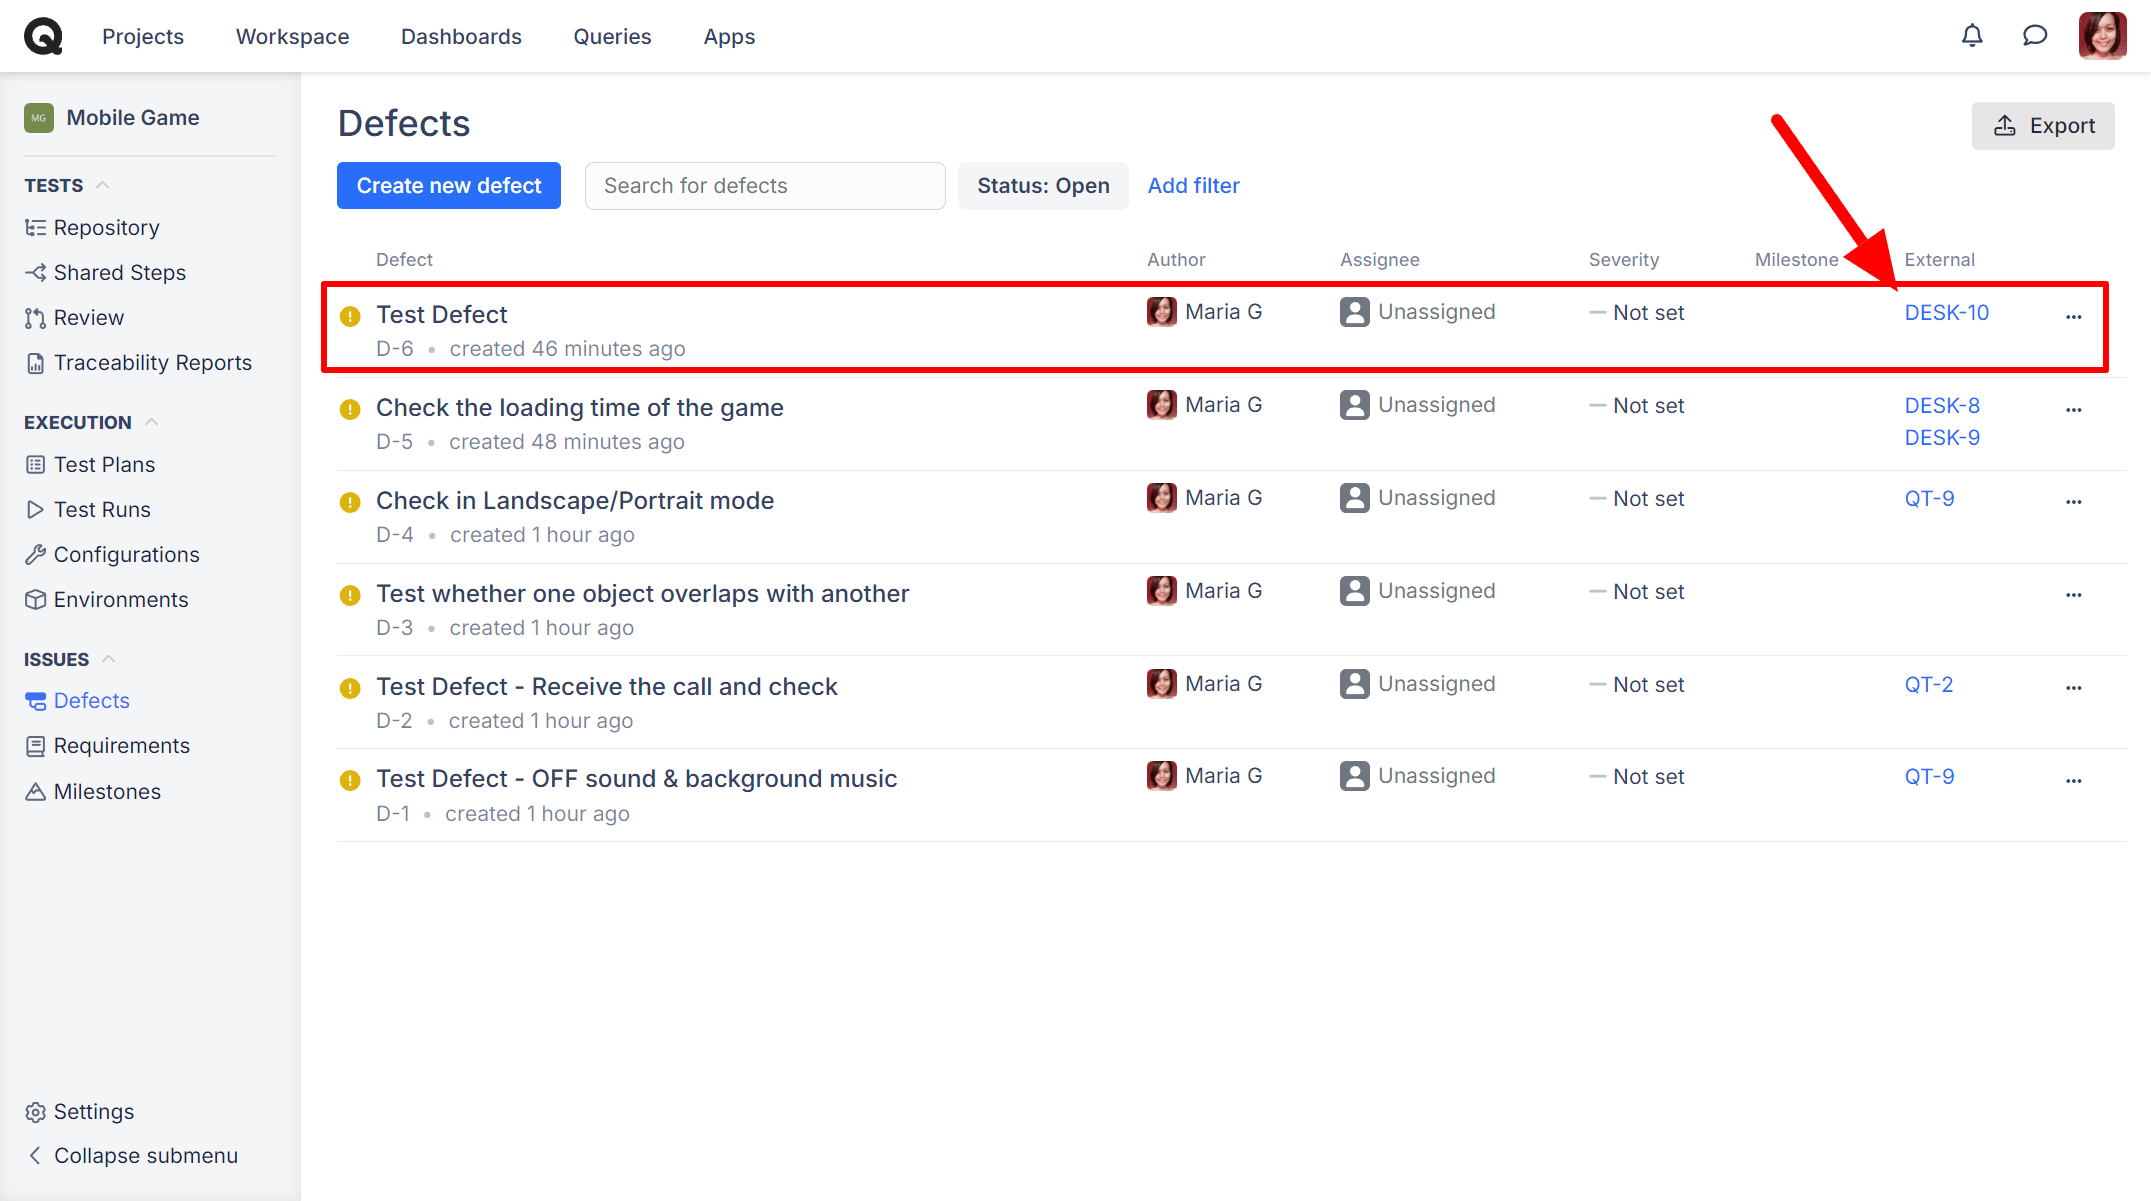 Projects Workspace Dashboards Queries Apps
MG Mobile Game
TESTS
Repository
Shared Steps
Review
Traceability Reports
EXECUTION
Test Plans
Test Runs
Configurations
Environments
ISSUES
Defects
Requirements
Milestones
Settings
Collapse submenu
Defects
Export
Create new defect Search for defects Status: Open Add filter
Defect Author Assignee Severity Milestone External
Test Defect Maria G Unassigned Not set DESK-10 ...
D-6 • created 46 minutes ago
Check the loading time of the game Maria G Unassigned Not set DESK-8 ...
D-5 • created 48 minutes ago DESK-9
Check in Landscape/Portrait mode Maria G Unassigned Not set QT-9 ...
D-4 • created 1 hour ago
Test whether one object overlaps with another Maria G Unassigned Not set ...
D-3 • created 1 hour ago
Test Defect - Receive the call and check Maria G Unassigned Not set QT-2 ...
D-2 • created 1 hour ago
Test Defect - OFF sound & background music Maria G Unassigned Not set QT-9 ...
D-1 • created 1 hour ago